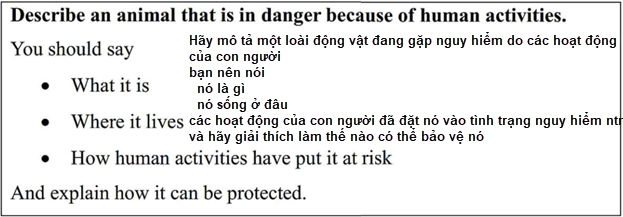 Describe an animal that is in danger because of human activities.
You should say
Hãy mô tả một loài động vật đang gặp nguy hiểm do các hoạt động
của con người
bạn nên nói
• What it is
nó là gì
nó sống ở đâu
• Where it lives
các hoạt động của con người đã đặt nó vào tình trạng nguy hiểm ntn
và hãy giải thích làm thế nào có thể bảo vệ nó
• How human activities have put it at risk
And explain how it can be protected.